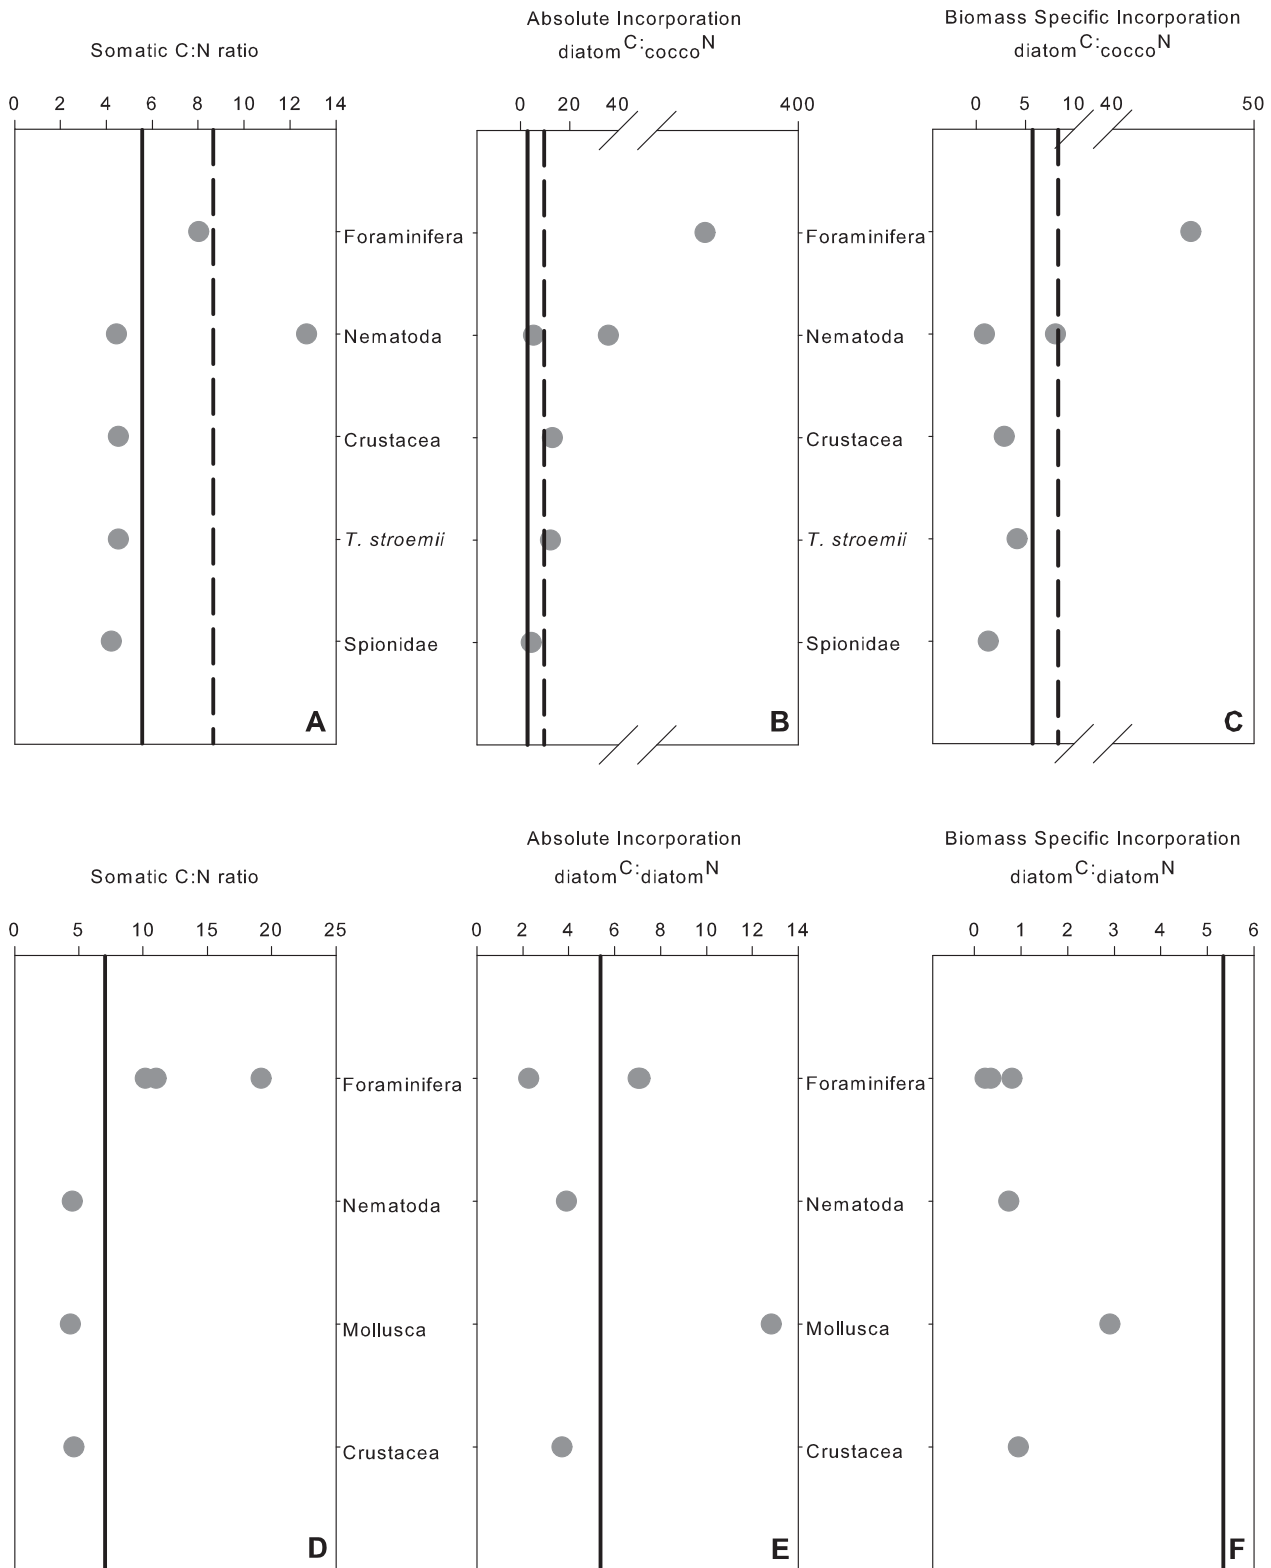 Absolute Incorporation
Biomass Specific Incorporation
Somatic C:N ratio
diatomC:coccoN
diatomC:coccoN
0 2 4 6 8 10 12 14
0 20 40 400
0 5 10 40 50
Foraminifera
Foraminifera
Nematoda
Nematoda
Crustacea
Crustacea
T. stroemii
T. stroemii
Spionidae
Spionidae
A
B
C
Absolute Incorporation
Biomass Specific Incorporation
Somatic C:N ratio
diatomC:diatomN
diatomC:diatomN
0 5 10 15 20 25
0 2 4 6 8 10 12 14
0 1 2 3 4 5 6
Foraminifera
Foraminifera
Nematoda
Nematoda
Mollusca
Mollusca
Crustacea
Crustacea
D
E
F